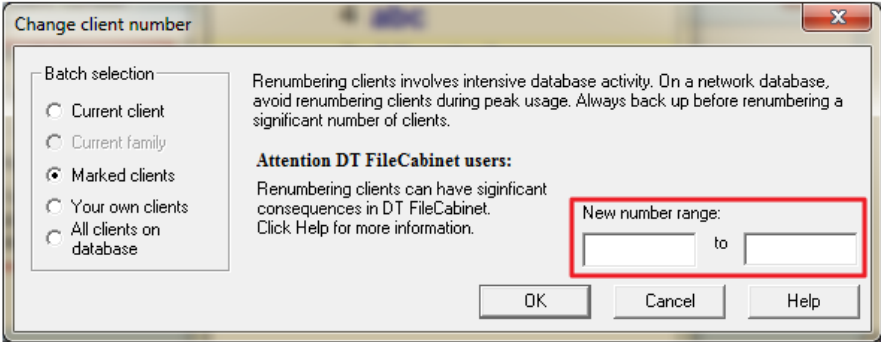 4 abc
Change client number
Batch selection
Current client
Current family
Marked clients
Your own clients
All clients on
database
Renumbering clients involves intensive database activity. On a network database,
avoid renumbering clients during peak usage. Always back up before renumbering a
significant number of clients.
Attention DT FileCabinet users:
Renumbering clients can have siginficant
consequences in DT FileCabinet.
Click Help for more information.
New number range:
to
OK
Cancel
Help